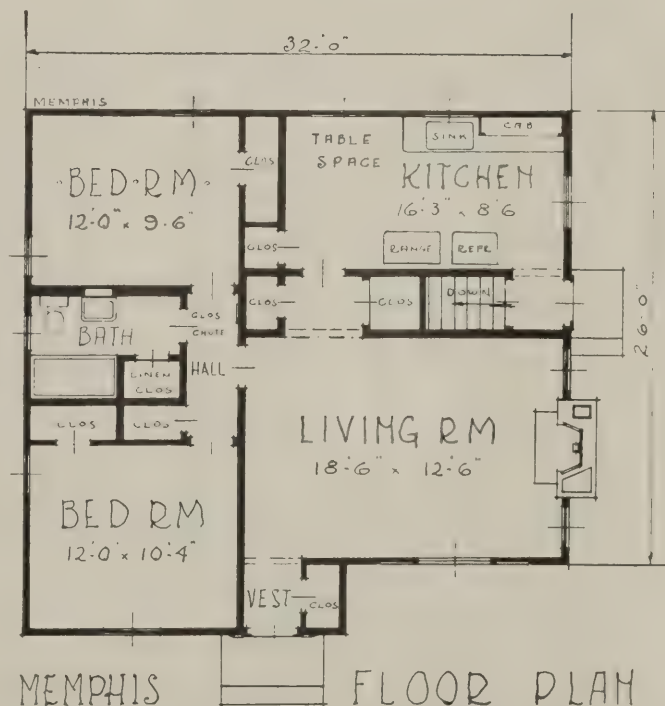 32'-0"
MEMPHIS
TABLE
SPACE
SINK
CAB
CLOS
BED RM
12'-0" x 9'-6"
KITCHEN
16'-3" x 8'6
CLOS
RANGE
REFR.
CLOS
CLOS
DOWN
BATH
CLOS
CHUTE
26'-0"
LINEN
CLOS
HALL
CLOS
CLOS
LIVING RM
18'-6" x 12'-6"
BED RM
12'-0" x 10'-4"
VEST
CLOS
MEMPHIS
FLOOR PLAN